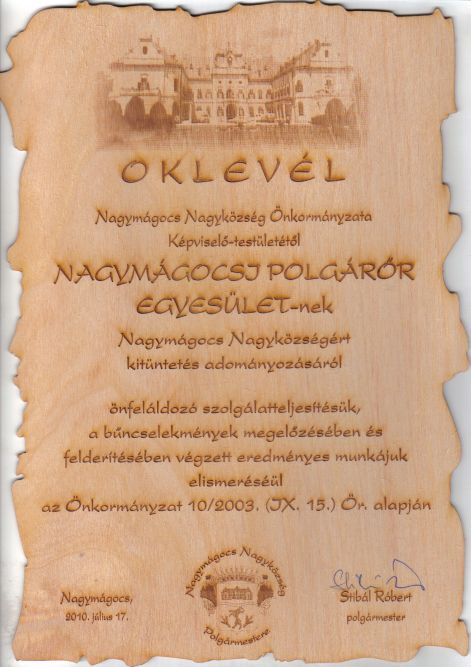 OKLEVÉL
Nagymágocs Nagyközség Önkormányzata
Képviselő-testületétől
NAGYMÁGOCSI POLGÁRŐR
EGYESÜLET-nek
Nagymágocs Nagyközségért
kitüntetés adományozásáról
önfeláldozó szolgálatteljesítésük,
a bűncselekmények megelőzésében és
felderítésében végzett eredményes munkájuk
elismeréséül
az Önkormányzat 10/2003. (IX. 15.) Ör. alapján
Nagymágocs Nagyközség
Polgármestere
Nagymágocs,
2010. július 17.
Stibál Róbert
polgármester